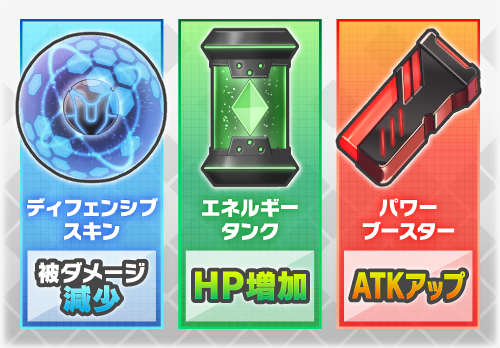 ディフェンシブ
スキン
被ダメージ
減少
エネルギー
タンク
HP増加
パワー
ブースター
ATKアップ